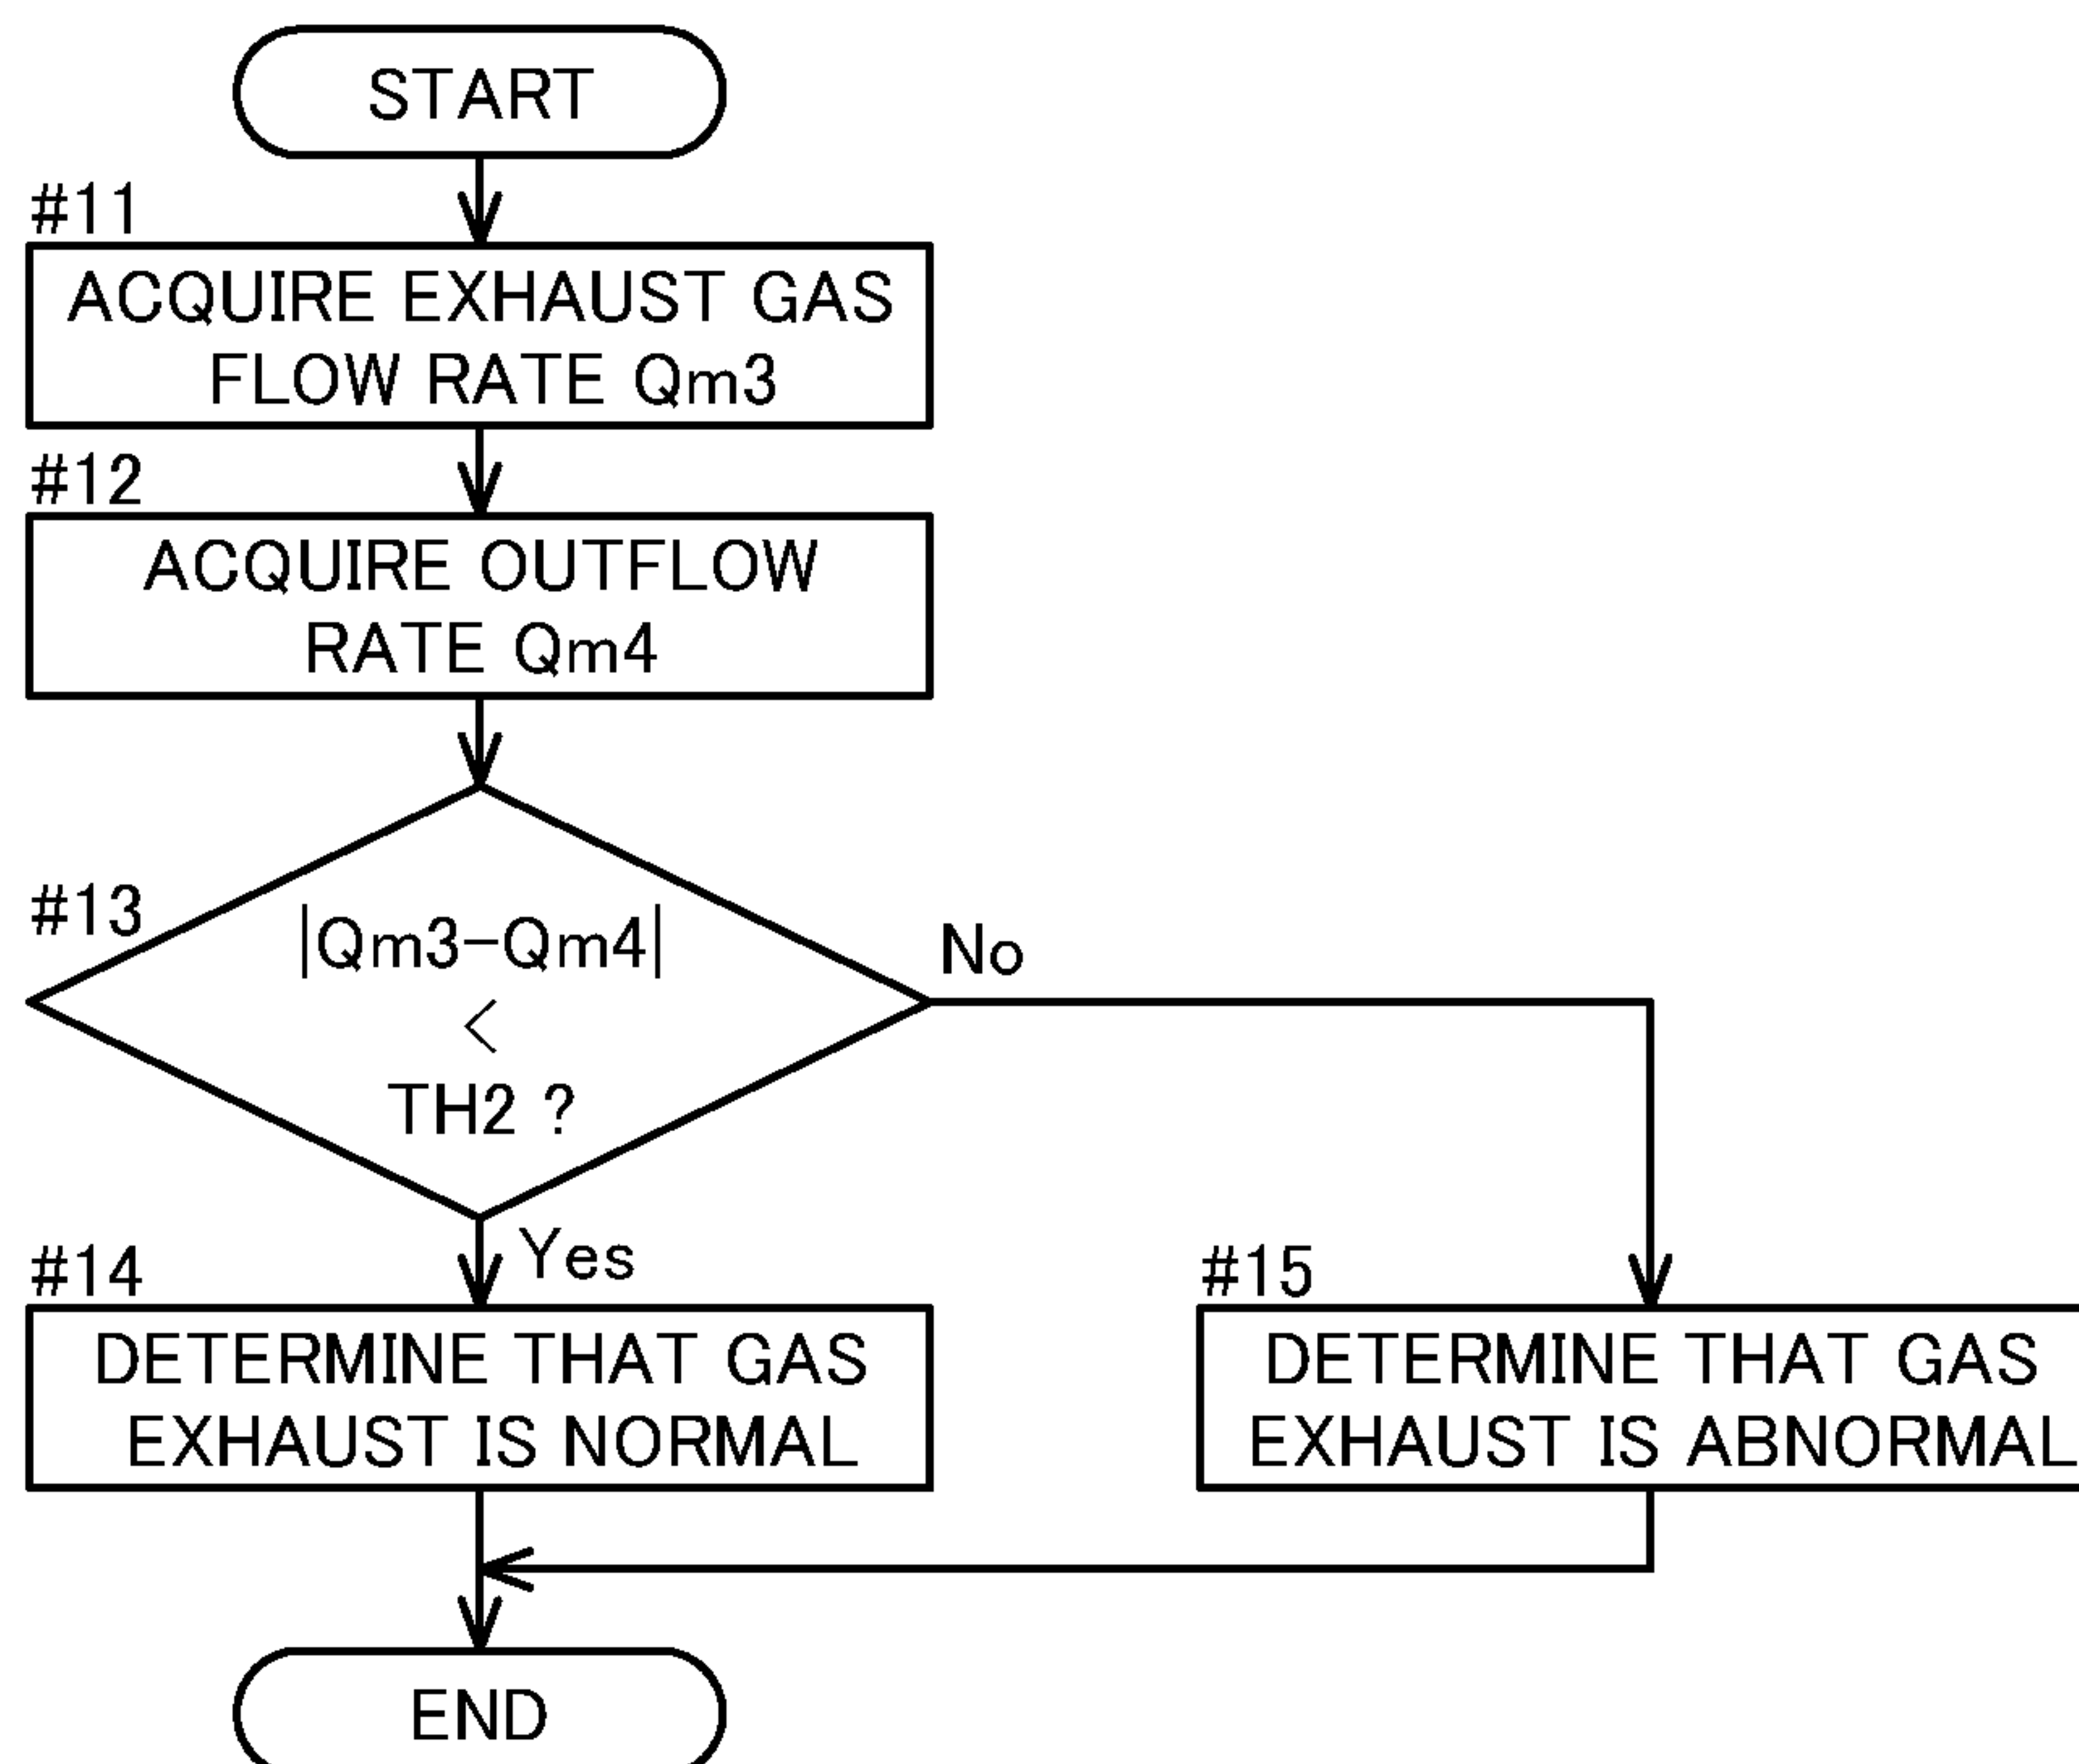 START
#11
ACQUIRE EXHAUST GAS
FLOW RATE Qm3
#12
ACQUIRE OUTFLOW
RATE Qm4
#13
|Qm3−Qm4|
<
TH2 ?
No
Yes
#14
DETERMINE THAT GAS
EXHAUST IS NORMAL
#15
DETERMINE THAT GAS
EXHAUST IS ABNORMAL
END